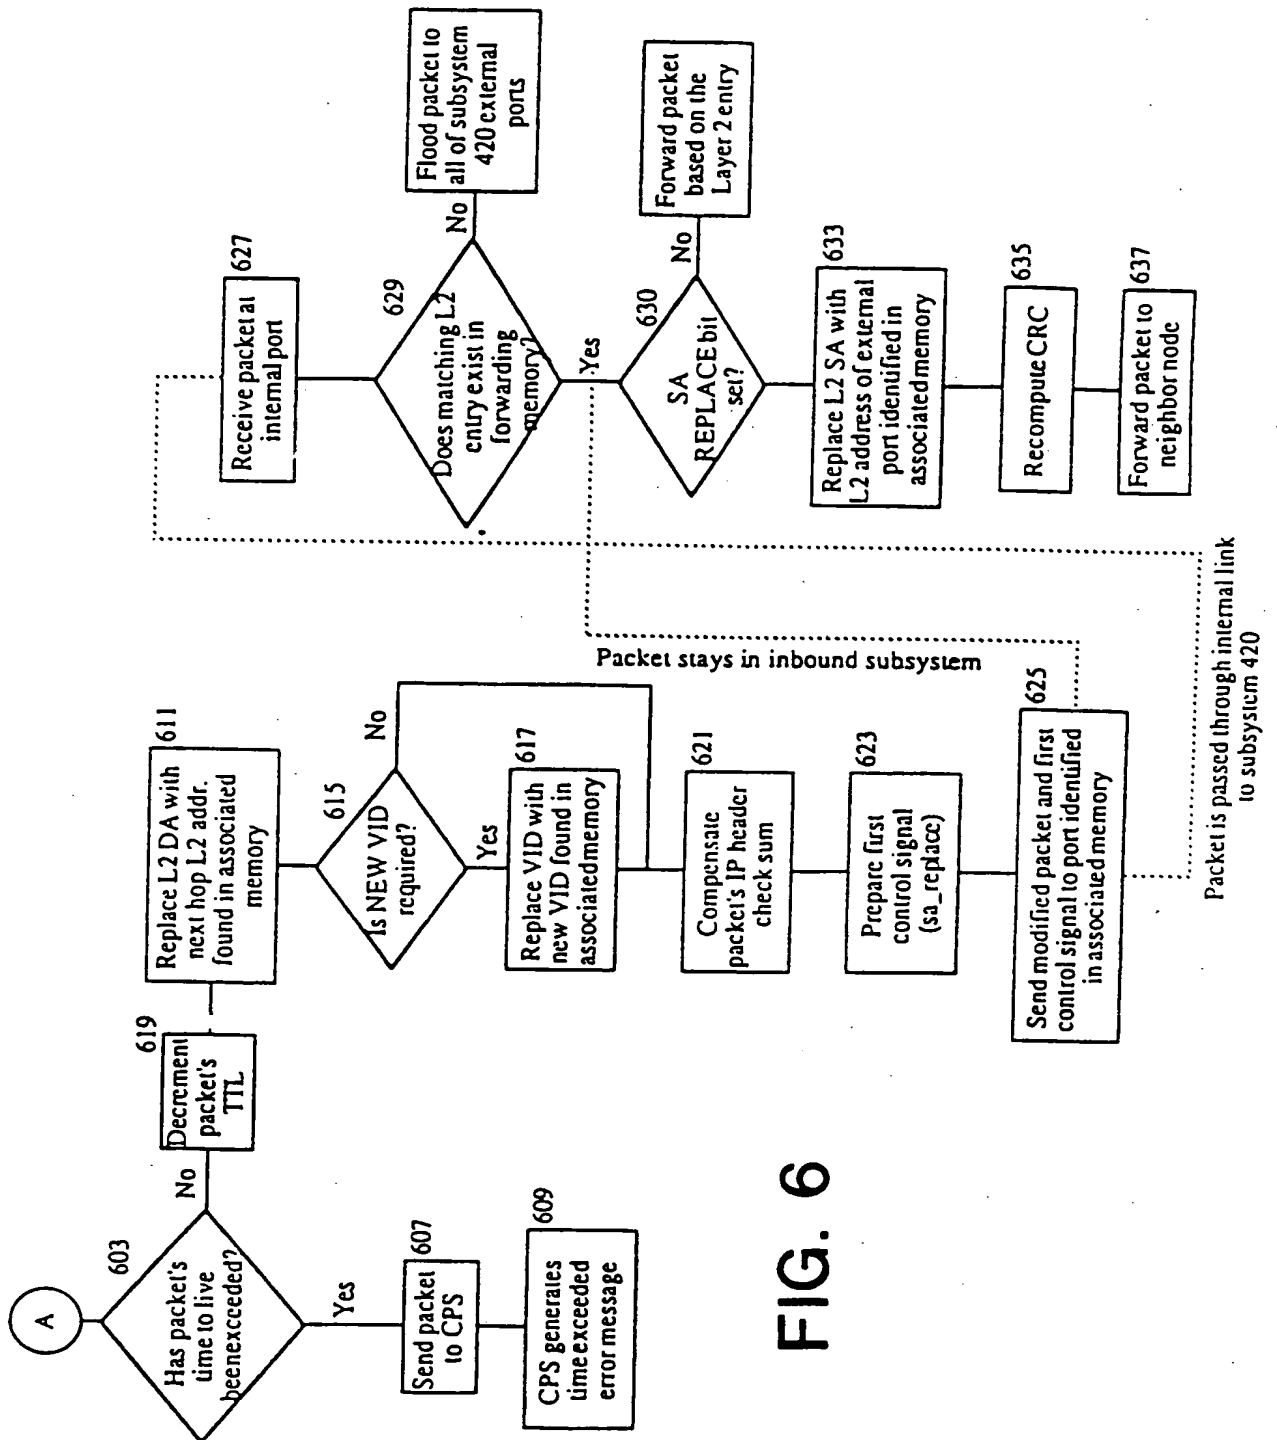 A
603
Has packet's
time to live
beenexceeded?
No
Yes
607
Send packet
to CPS
609
CPS generates
time exceeded
error message
619
Decrement
packet's
TTL
611
Replace L2 DA with
next hop L2 addr.
found in associated
memory
615
Is NEW VID
required?
No
Yes
617
Replace VID with
new VID found in
associatedmemory
621
Compensate
packet's IP header
check sum
623
Prepare first
control signal
(sa_replace)
625
Send modified packet and first
control signal to port identified
in associated memory
Packet stays in inbound subsystem
Packet is passed through internal link
to subsystem 420
627
Receive packet at
internal port
629
Does matching L2
entry exist in
forwarding
memory?
No
Flood packet to
all of subsystem
420 external
ports
Yes
630
SA
REPLACE bit
set?
No
Forward packet
based on the
Layer 2 entry
633
Replace L2 SA with
L2 address of external
port identified in
associatedmemory
635
Recompute CRC
637
Forward packet to
neighbor node
FIG. 6